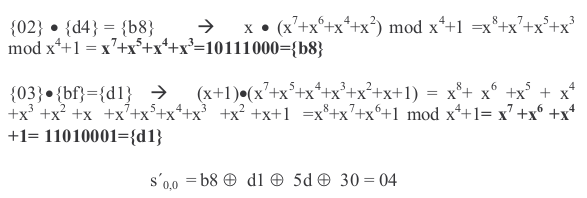 {02} • {d4} = {b8} → x • (x⁷+x⁶+x⁴+x²) mod x⁴+1 =x⁸+x⁷+x⁵+x³
mod x⁴+1 = x⁷+x⁵+x⁴+x³=10111000={b8}
{03}•{bf}={d1} → (x+1)•(x⁷+x⁵+x⁴+x³+x²+x+1) = x⁸+ x⁶ +x⁵ + x⁴
+x³ +x² +x +x⁷+x⁵+x⁴+x³ +x² +x+1 =x⁸+x⁷+x⁶+1 mod x⁴+1= x⁷ +x⁶ +x⁴
+1= 11010001={d1}
s´₀,₀ = b8 ⊕ d1 ⊕ 5d ⊕ 30 = 04